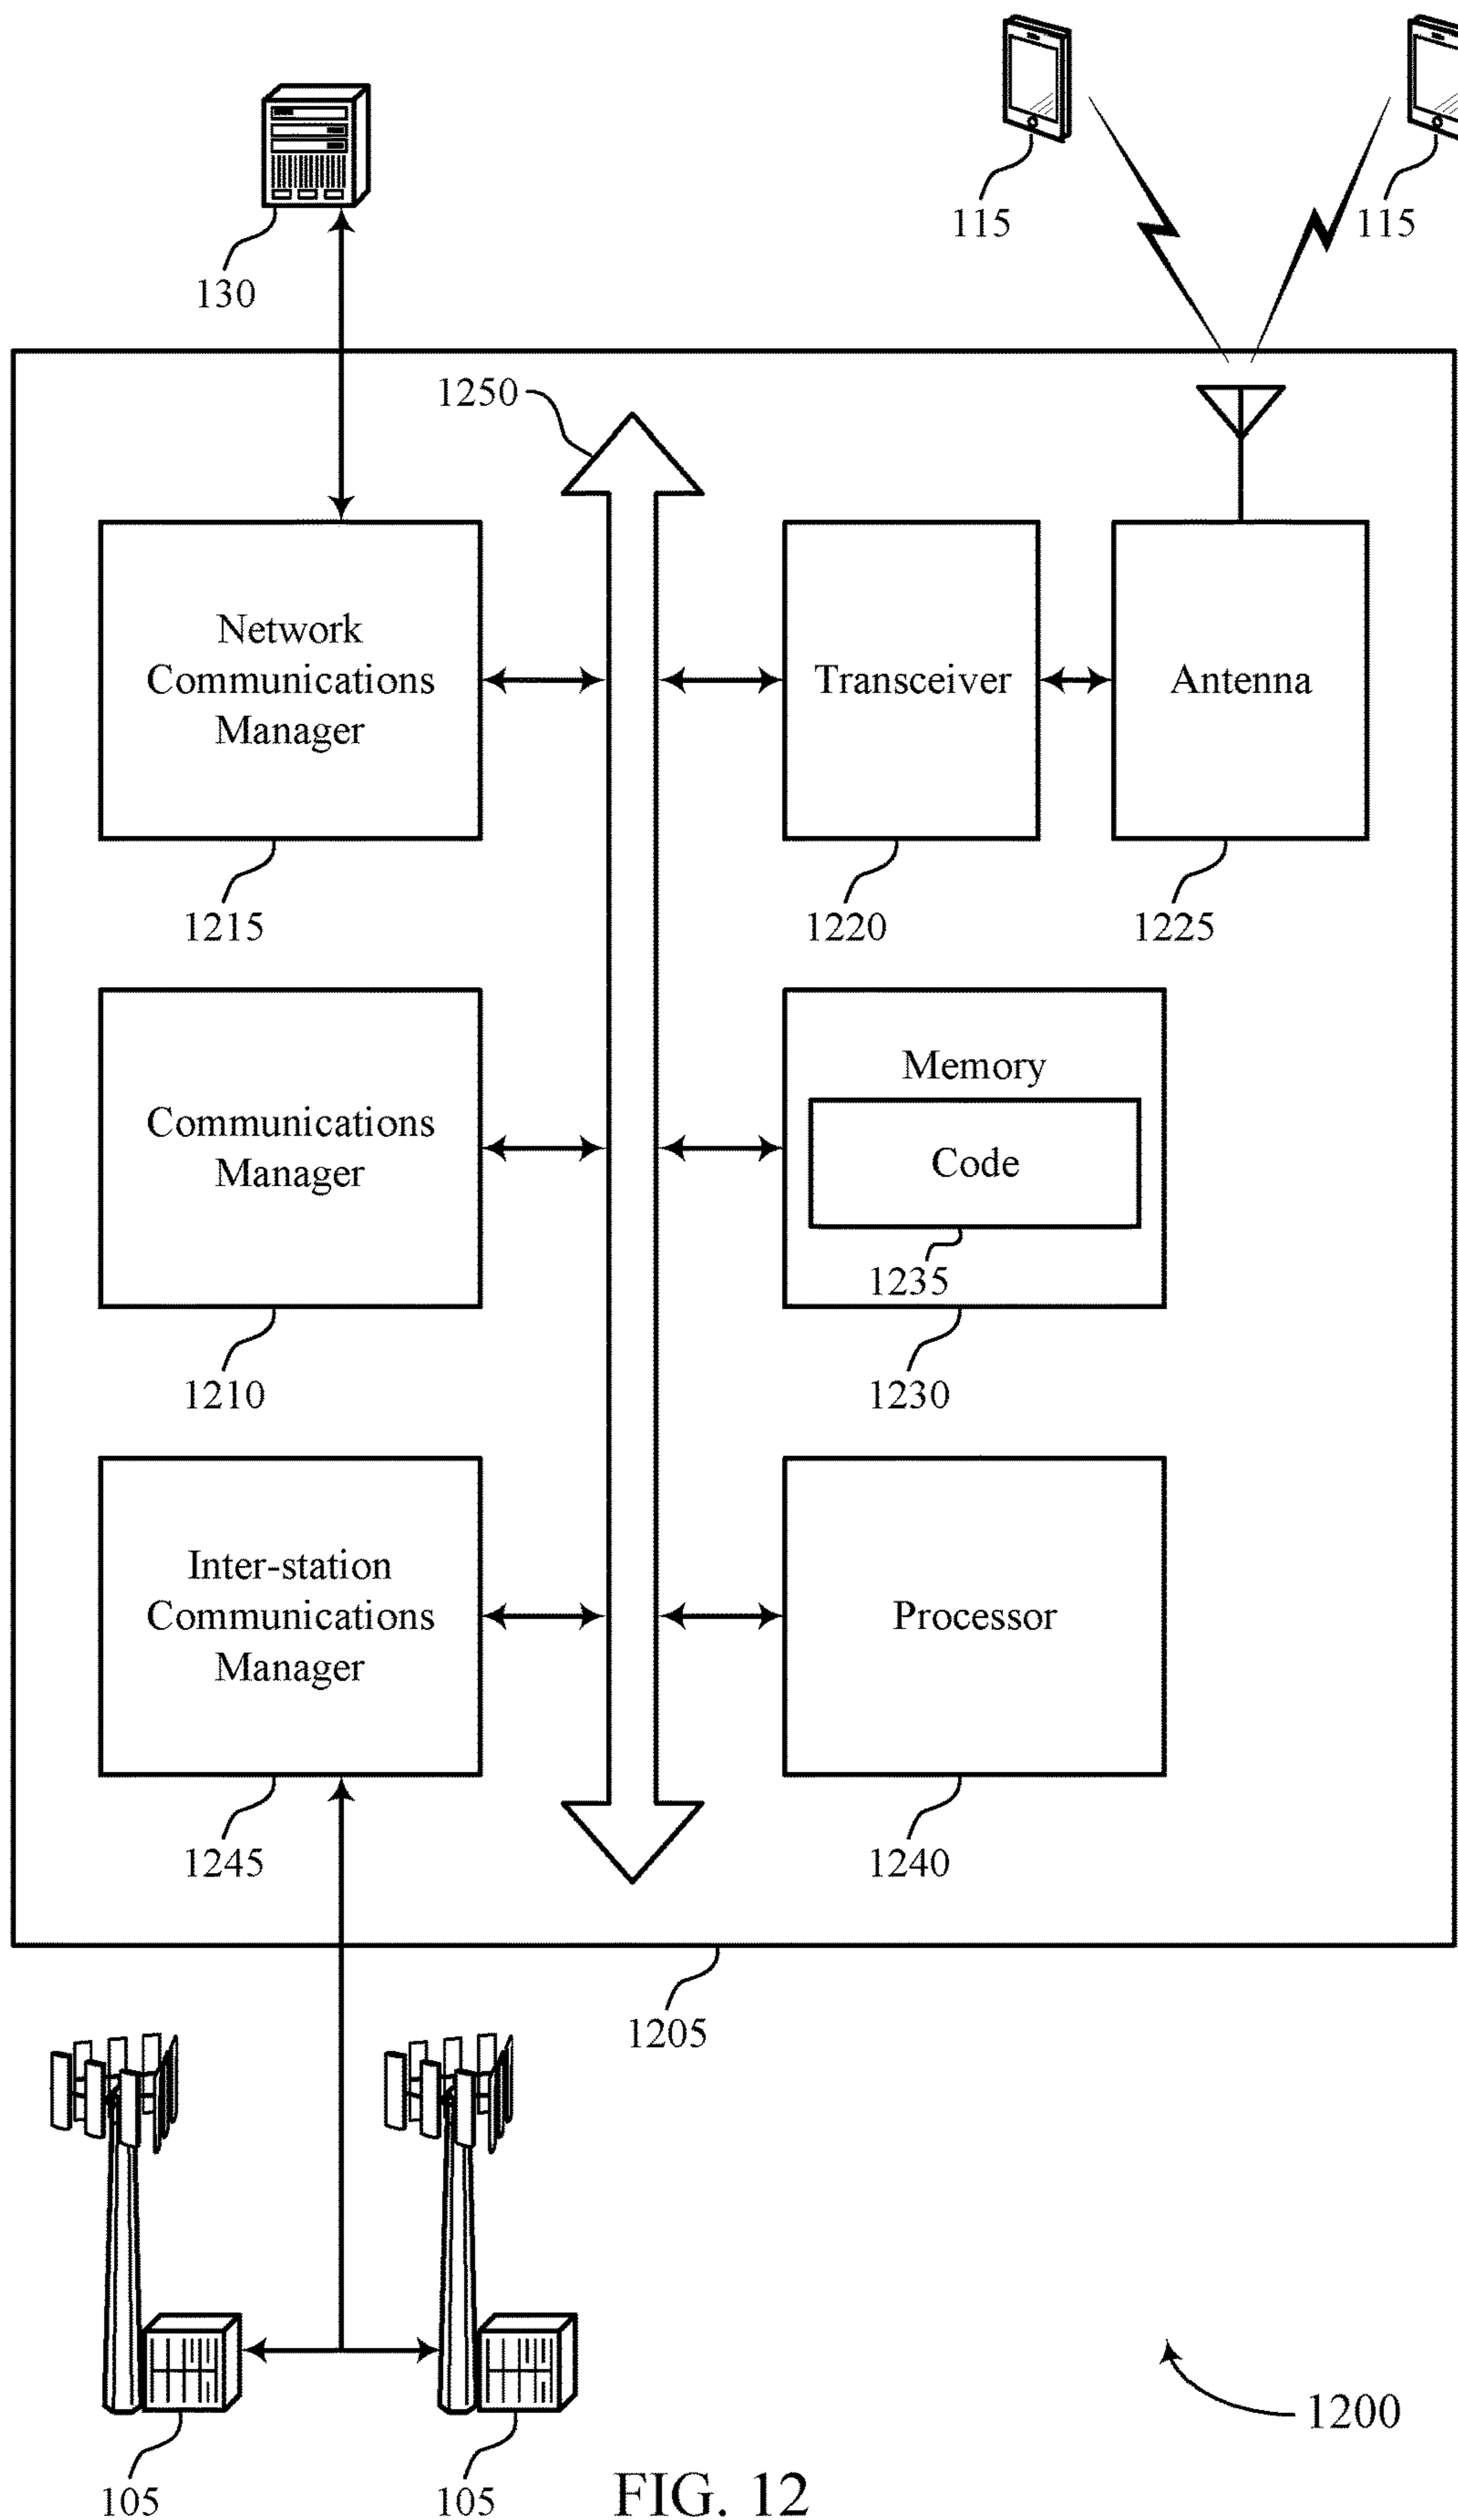 115
115
130
1250
Network
Communications
Manager
Transceiver
Antenna
1215
1220
1225
Communications
Manager
Memory
Code
1235
1210
1230
Inter-station
Communications
Manager
Processor
1245
1240
1205
1200
105
105
FIG. 12